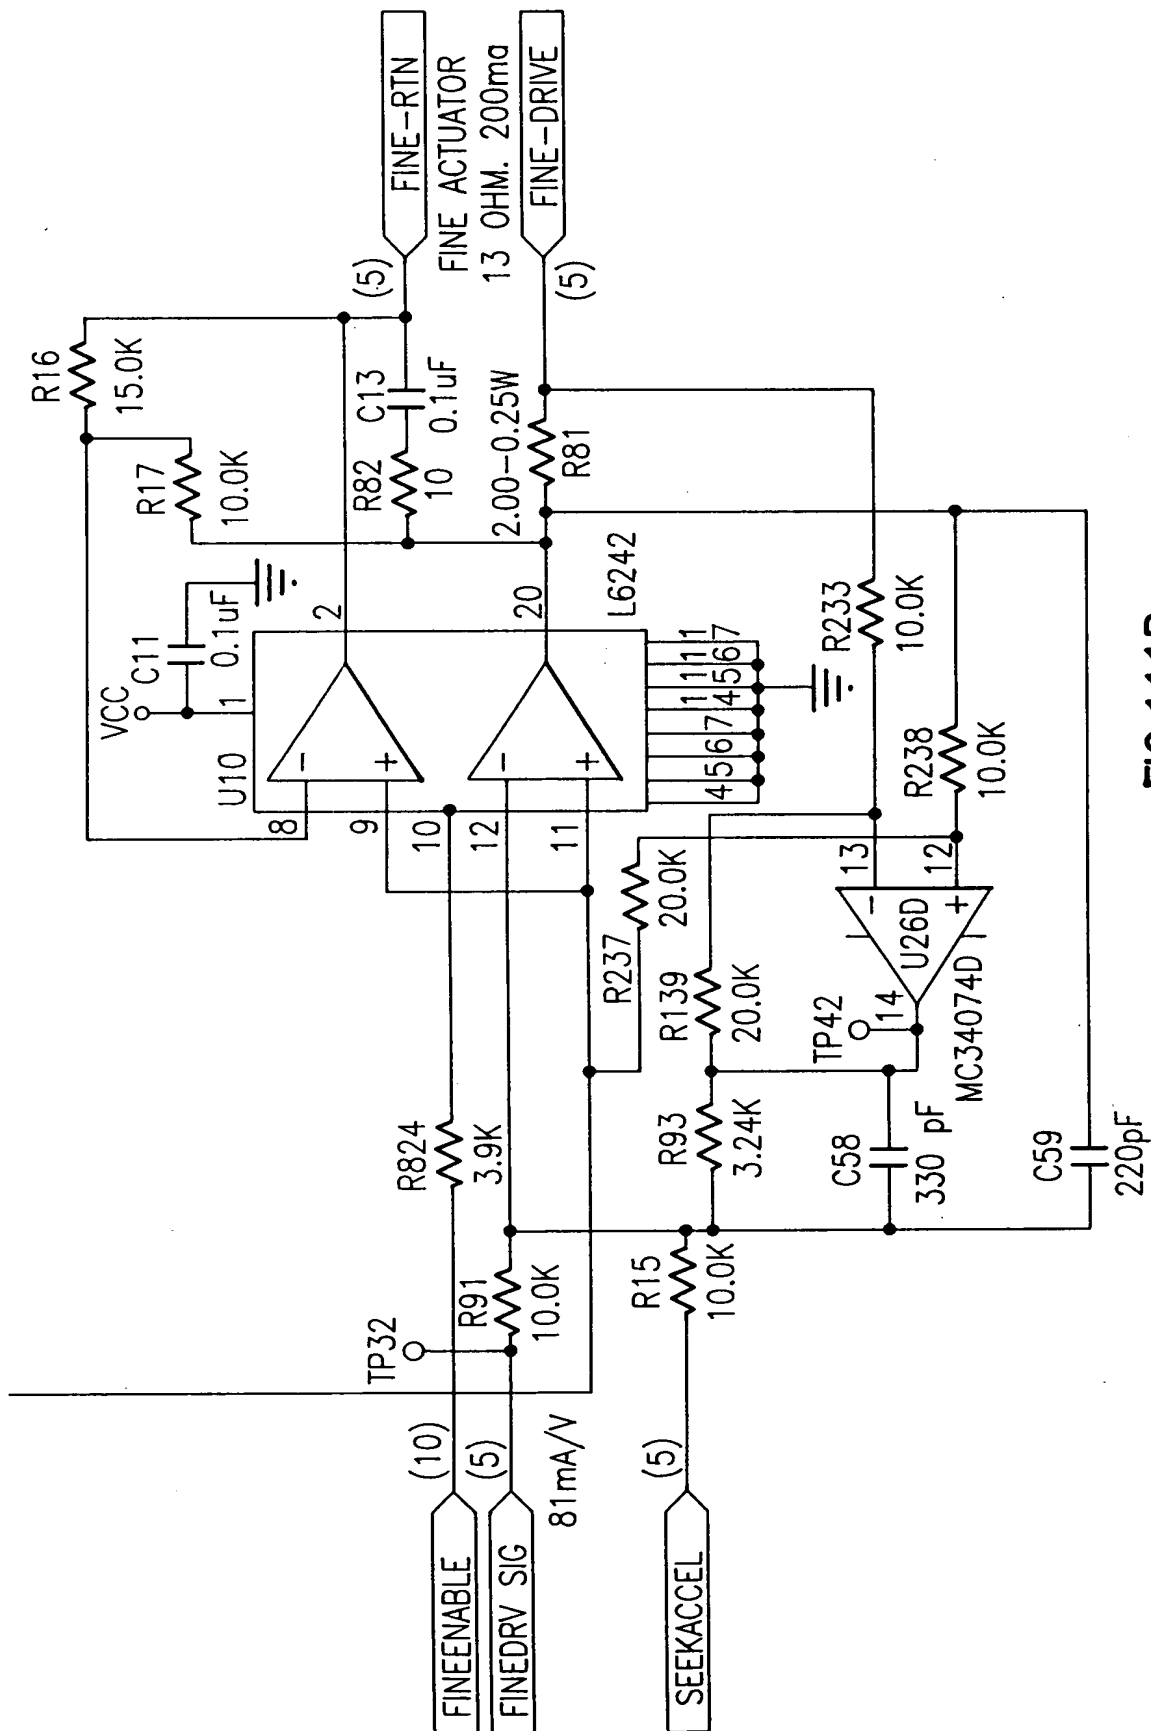 FINE-RTN
FINE ACTUATOR
13 OHM. 200ma
FINE-DRIVE
(5)
(5)
R16
15.0K
R17
10.0K
C13
0.1uF
R82
10
2.00-0.25W
R81
VCC
C11
0.1uF
1
2
20
U10
L6242
8
9
10
12
11
-
+
-
+
4 5 6 7 14 15 16 17
R233
10.0K
R238
10.0K
R237
20.0K
R139
20.0K
13
12
-
+
U26D
14
MC34074D
TP42
R824
3.9K
R93
3.24K
C58
330 pF
C59
220pF
TP32
R91
10.0K
R15
10.0K
(10)
(5)
81mA/V
(5)
FINEENABLE
FINEDRV SIG
SEEKACCEL